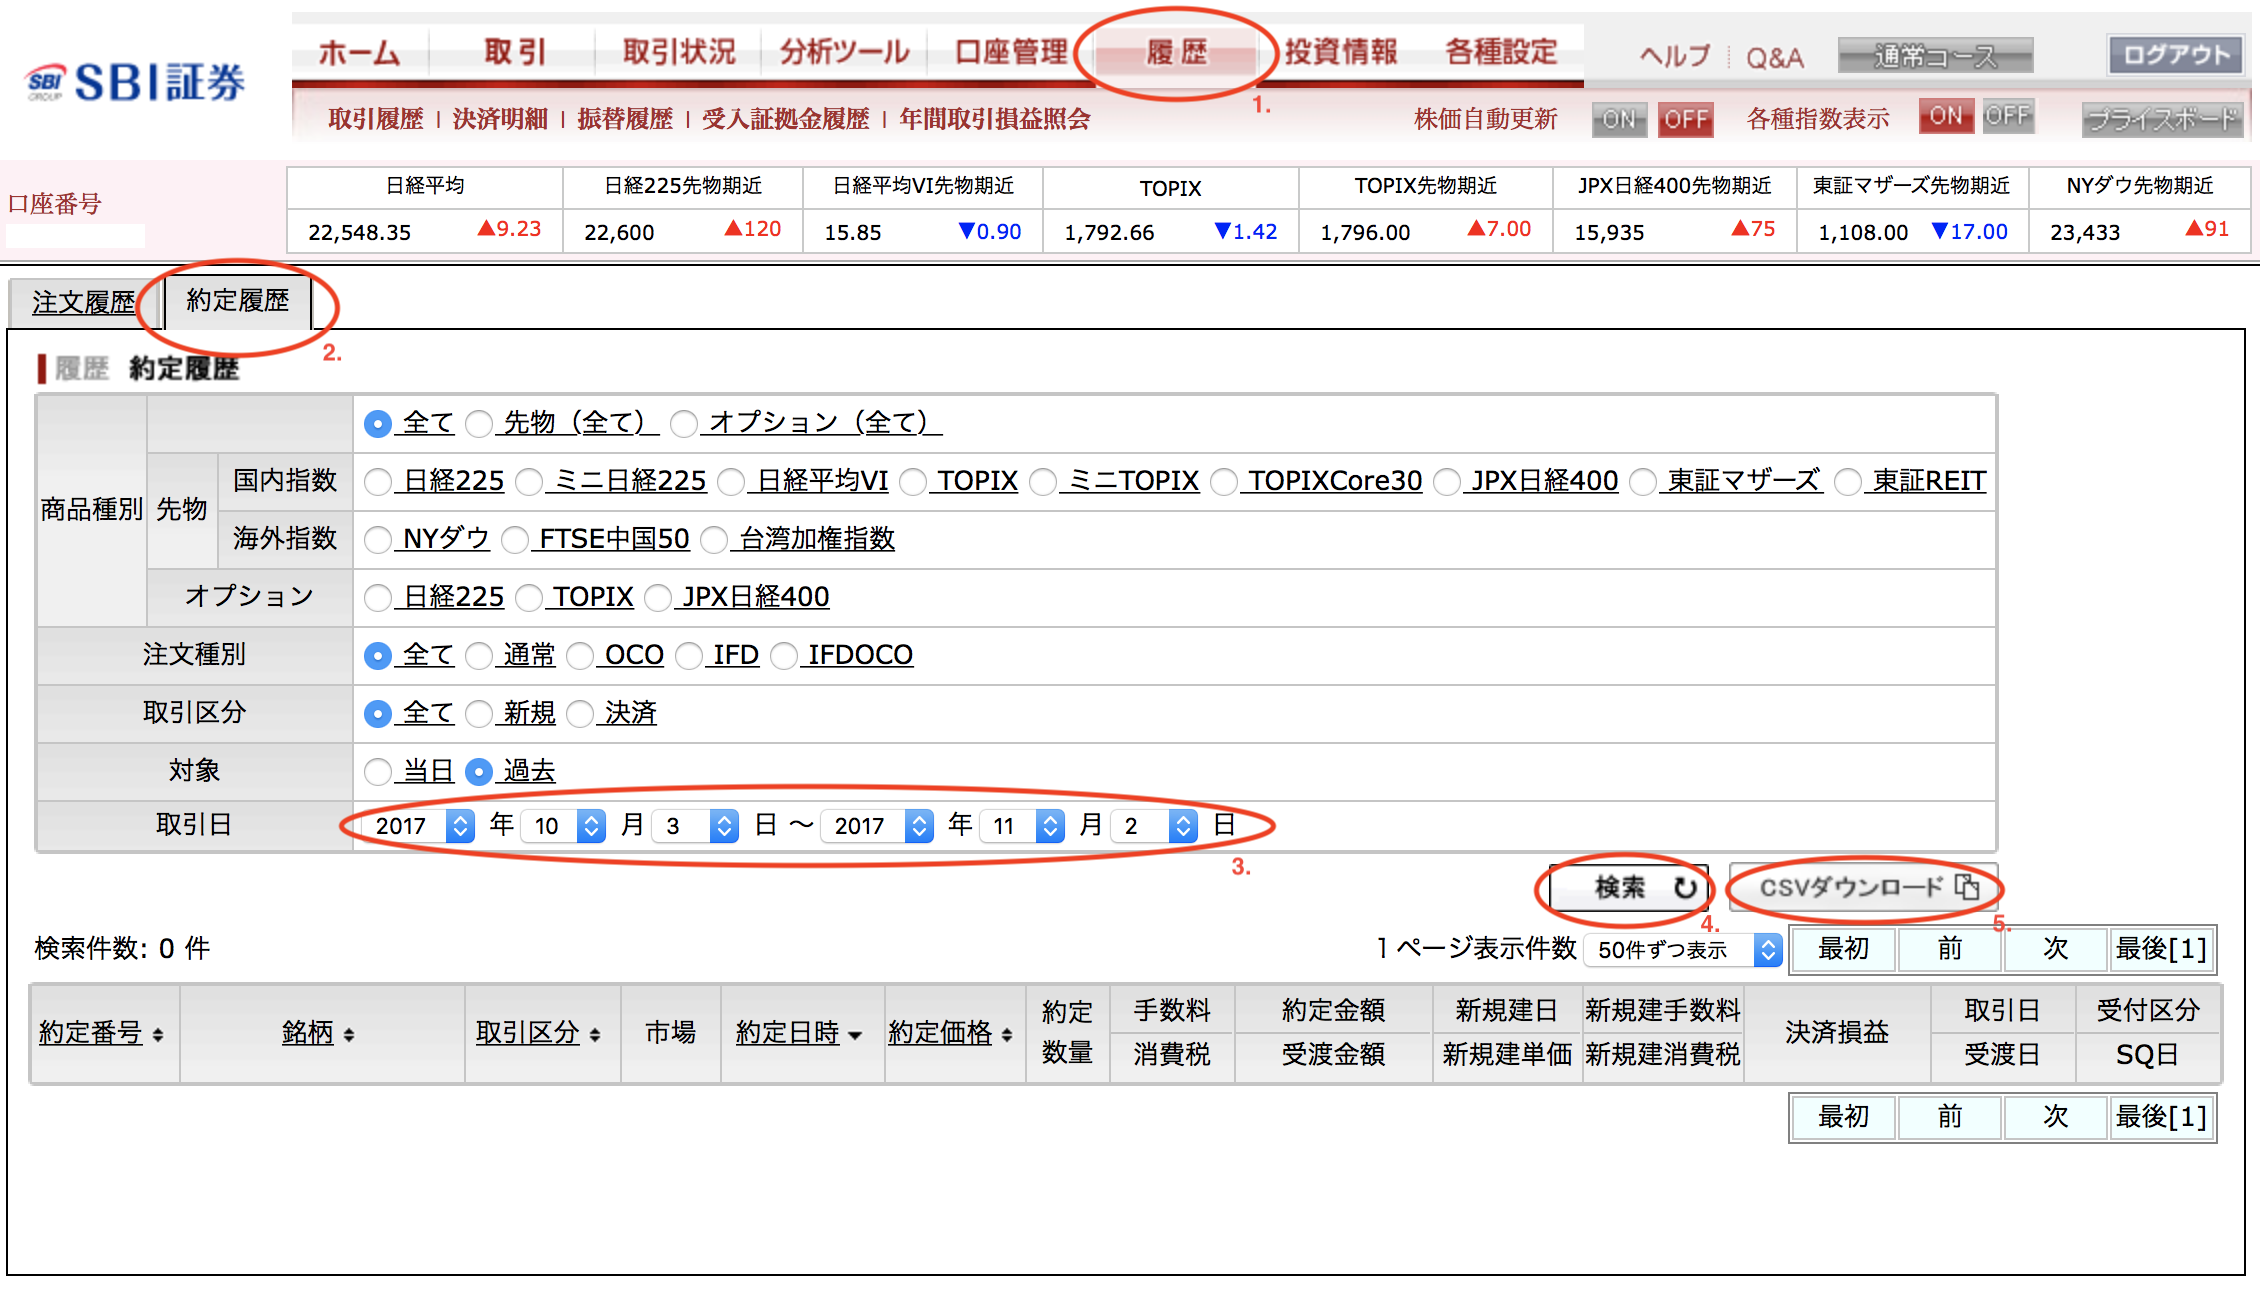 ホーム 取引 取引状況 分析ツール 口座管理 履歴 投資情報 各種設定 ヘルプ Q&A 通常コース ログアウト
SBI GROUP SBI証券
1.
取引履歴 | 決済明細 | 振替履歴 | 受入証拠金履歴 | 年間取引損益照会 株価自動更新 ON OFF 各種指数表示 ON OFF プライスボード
口座番号
日経平均 日経225先物期近 日経平均VI先物期近 TOPIX TOPIX先物期近 JPX日経400先物期近 東証マザーズ先物期近 NYダウ先物期近
22,548.35 ▲9.23 22,600 ▲120 15.85 ▼0.90 1,792.66 ▼1.42 1,796.00 ▲7.00 15,935 ▲75 1,108.00 ▼17.00 23,433 ▲91
注文履歴 約定履歴
2.
履歴 約定履歴
全て 先物（全て） オプション（全て）
商品種別 先物 国内指数 日経225 ミニ日経225 日経平均VI TOPIX ミニTOPIX TOPIXCore30 JPX日経400 東証マザーズ 東証REIT
海外指数 NYダウ FTSE中国50 台湾加権指数
オプション 日経225 TOPIX JPX日経400
注文種別 全て 通常 OCO IFD IFDOCO
取引区分 全て 新規 決済
対象 当日 過去
取引日 2017 年 10 月 3 日 ～ 2017 年 11 月 2 日
3.
検索 CSVダウンロード
4. 5.
検索件数: 0 件 1 ページ表示件数 50件ずつ表示 最初 前 次 最後[1]
約定番号 銘柄 取引区分 市場 約定日時 約定価格 約定数量 手数料 約定金額 新規建日 新規建手数料 決済損益 取引日 受付区分
消費税 受渡金額 新規建単価 新規建消費税 受渡日 SQ日
最初 前 次 最後[1]